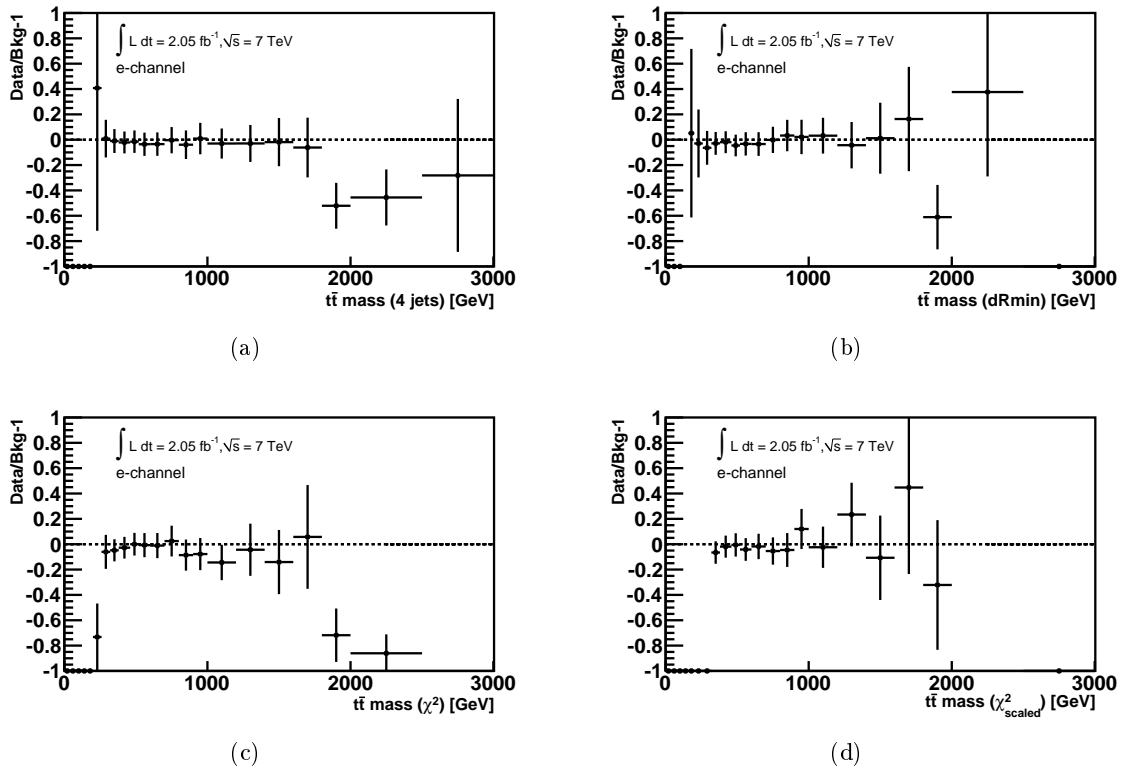 Data/Bkg-1
1
0.8
0.6
0.4
0.2
0
-0.2
-0.4
-0.6
-0.8
-1
∫ L dt = 2.05 fb⁻¹,√s = 7 TeV
e-channel
0 1000 2000 3000
tt̄ mass (4 jets) [GeV]
(a)
Data/Bkg-1
1
0.8
0.6
0.4
0.2
0
-0.2
-0.4
-0.6
-0.8
-1
∫ L dt = 2.05 fb⁻¹,√s = 7 TeV
e-channel
0 1000 2000 3000
tt̄ mass (dRmin) [GeV]
(b)
Data/Bkg-1
1
0.8
0.6
0.4
0.2
0
-0.2
-0.4
-0.6
-0.8
-1
∫ L dt = 2.05 fb⁻¹,√s = 7 TeV
e-channel
0 1000 2000 3000
tt̄ mass (χ²) [GeV]
(c)
Data/Bkg-1
1
0.8
0.6
0.4
0.2
0
-0.2
-0.4
-0.6
-0.8
-1
∫ L dt = 2.05 fb⁻¹,√s = 7 TeV
e-channel
0 1000 2000 3000
tt̄ mass (χ²scaled) [GeV]
(d)